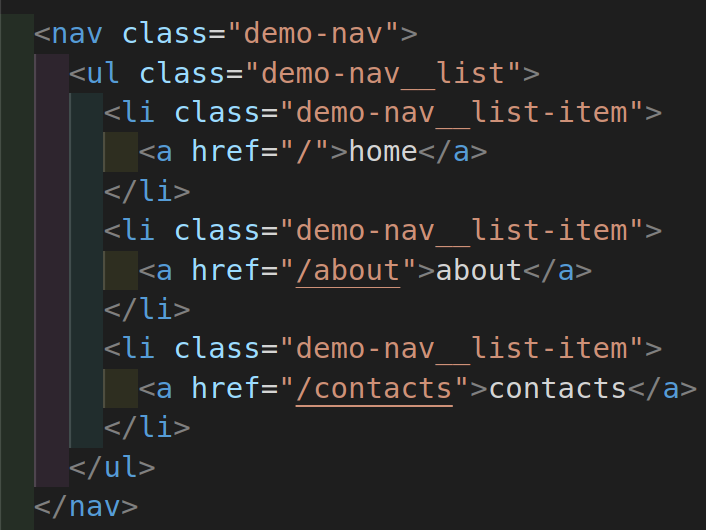 <nav class="demo-nav">
<ul class="demo-nav__list">
<li class="demo-nav__list-item">
<a href="/">home</a>
</li>
<li class="demo-nav__list-item">
<a href="/about">about</a>
</li>
<li class="demo-nav__list-item">
<a href="/contacts">contacts</a>
</li>
</ul>
</nav>